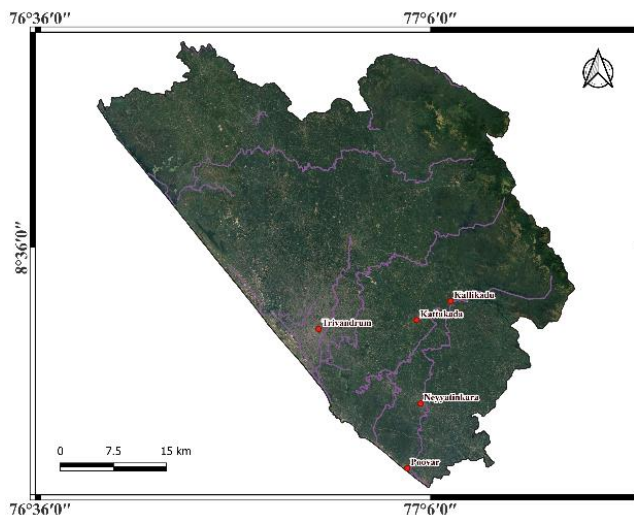 76°36'0"
77°6'0"
8°36'0"
Kallikadu
Kattakada
Trivandrum
Neyyatinkara
Poovar
0 7.5 15 km
76°36'0"
77°6'0"